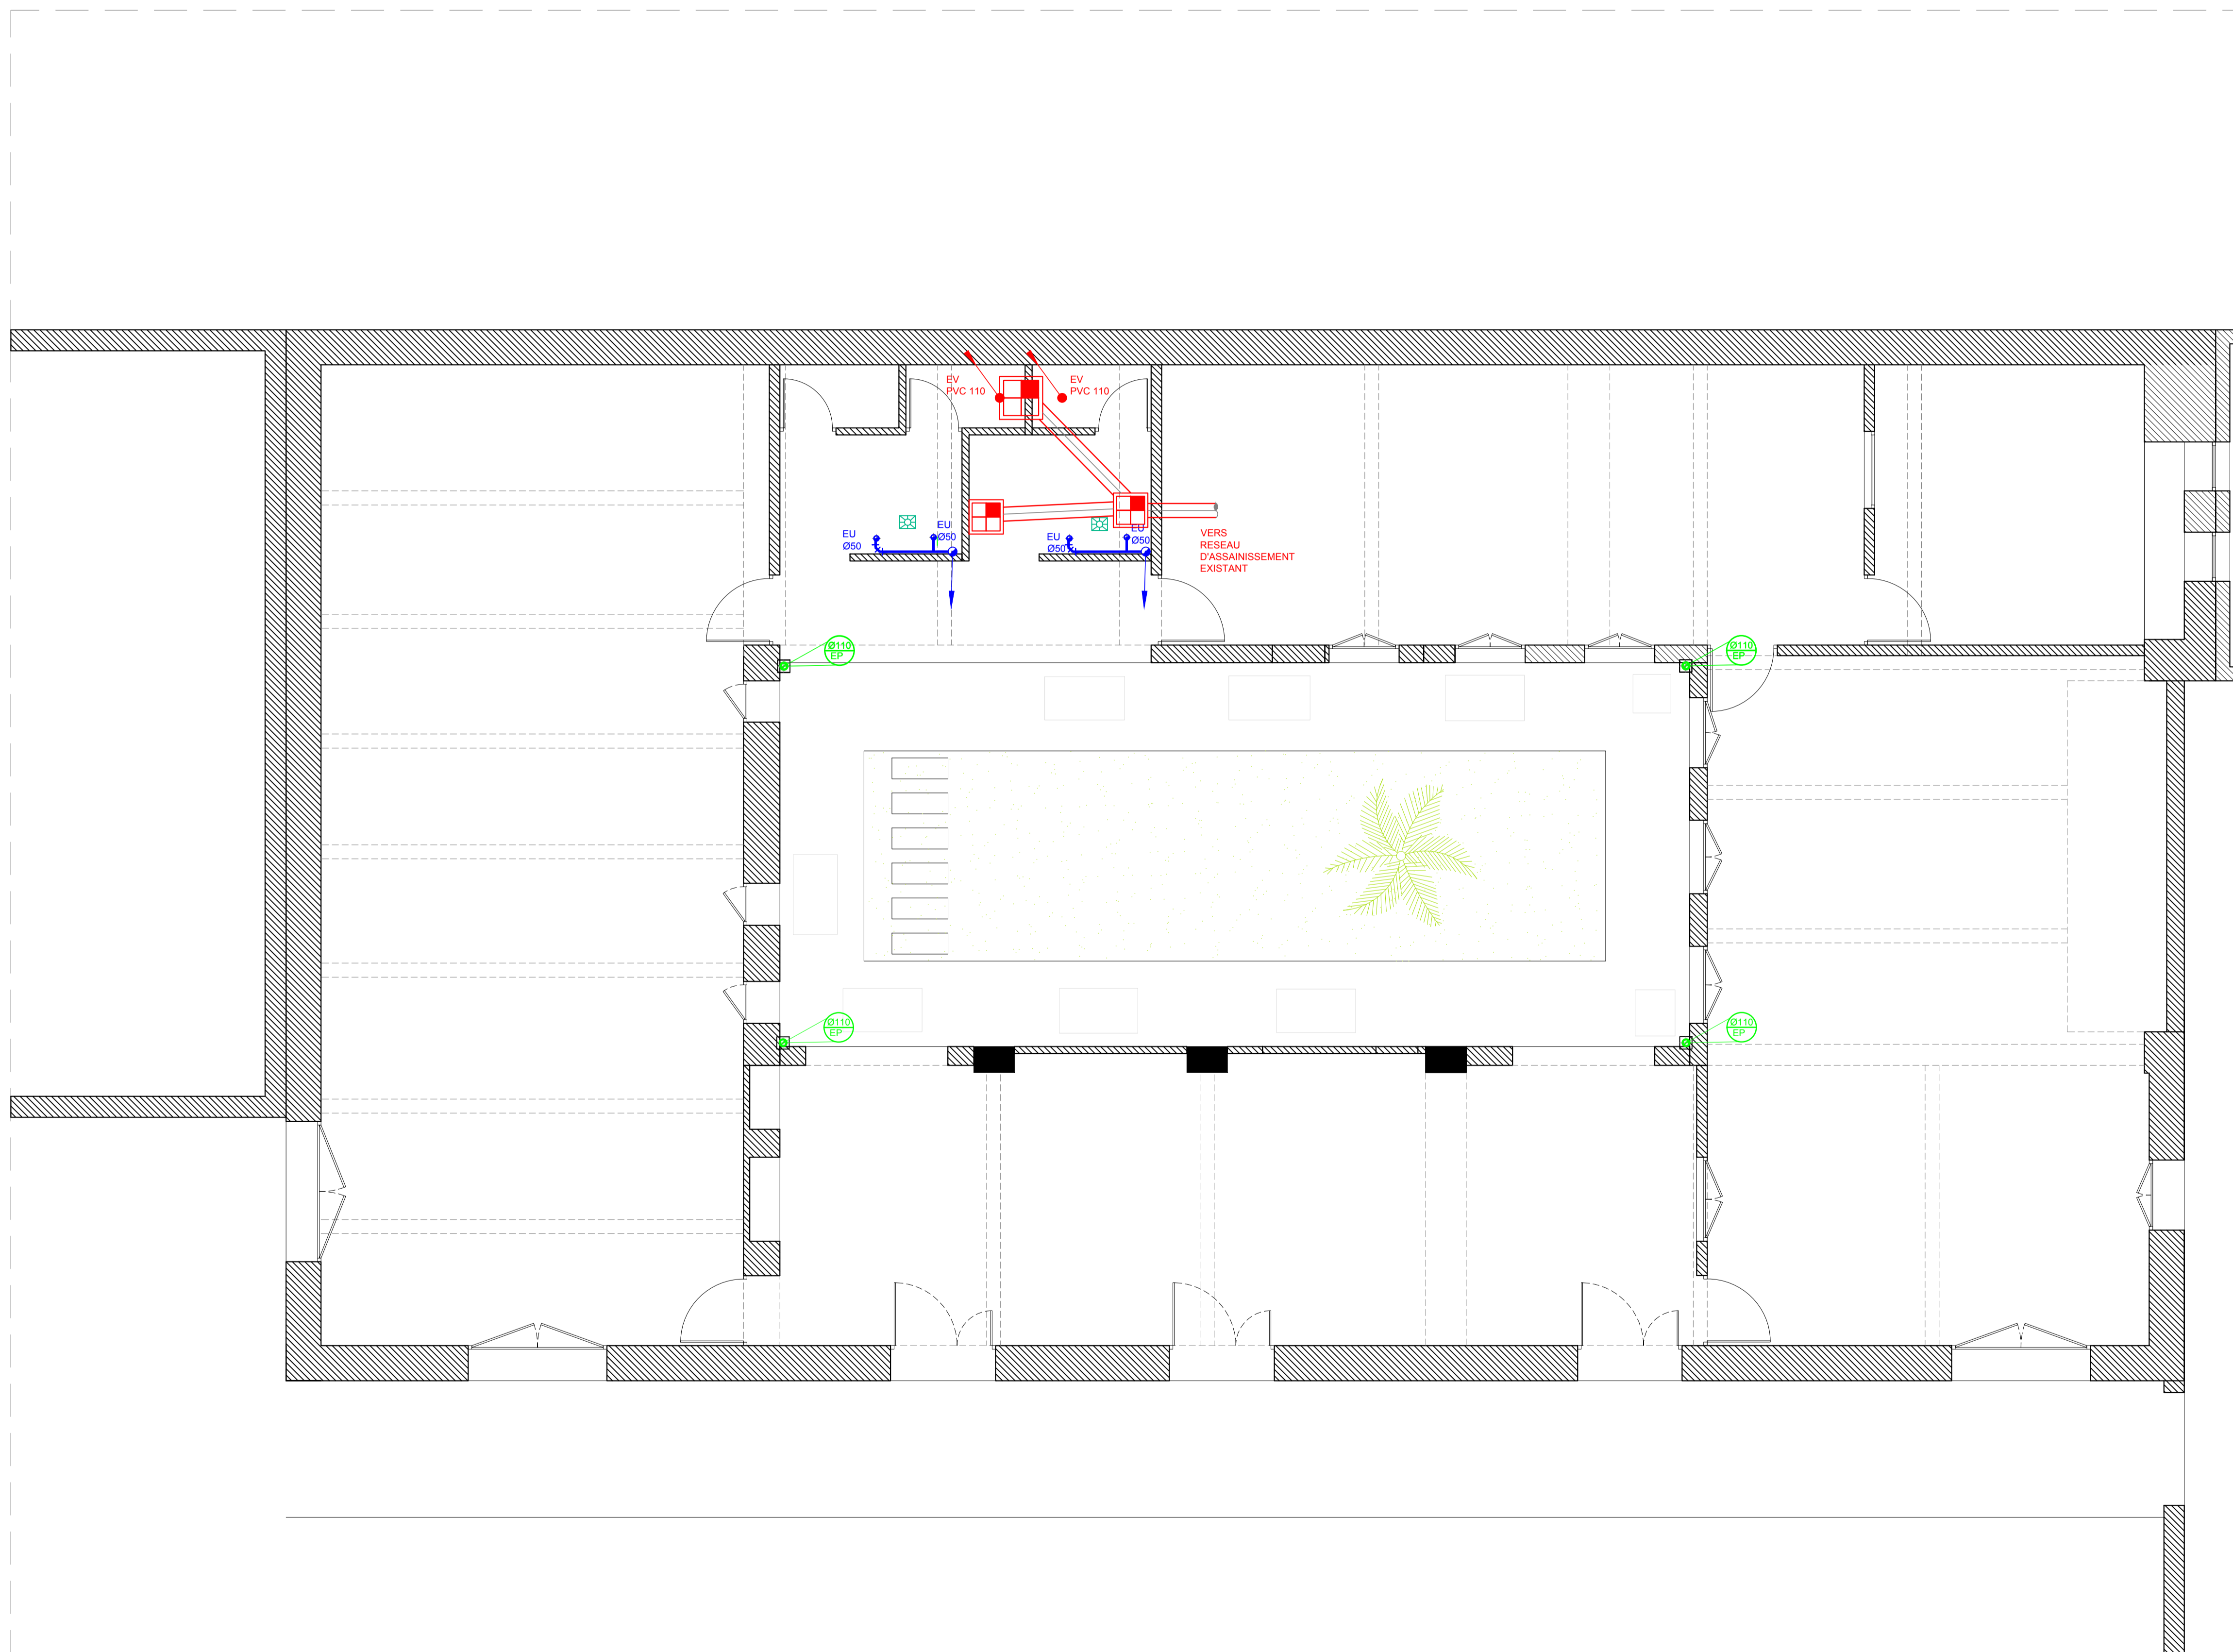 EV
PVC 110
EV
PVC 110
EU
Ø50
EU
Ø50
EU
Ø50
EU
Ø50
VERS
RESEAU
D'ASSAINISSEMENT
EXISTANT
Ø110
EP
Ø110
EP
Ø110
EP
Ø110
EP